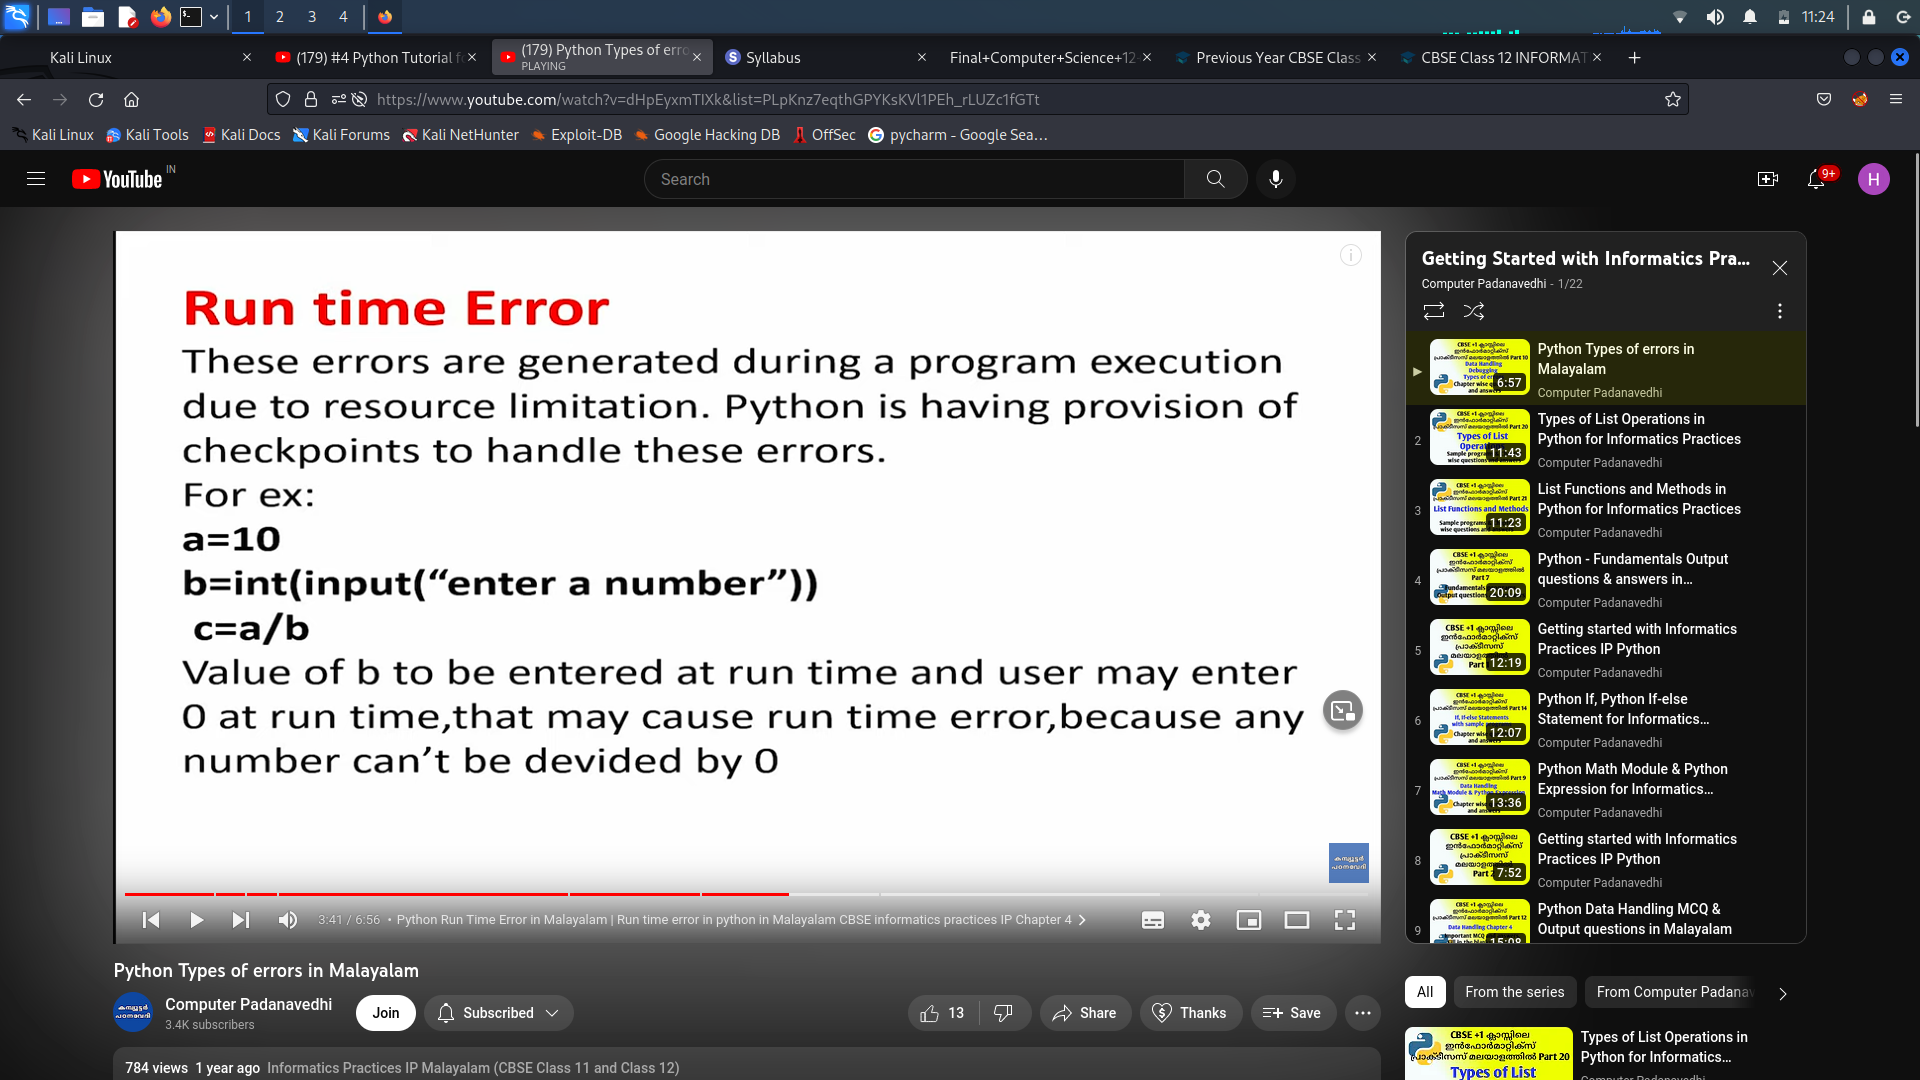 1 2 3 4 11:24
Kali Linux
(179) #4 Python Tutorial f
(179) Python Types of erro
PLAYING
Syllabus
Final+Computer+Science+12
Previous Year CBSE Class
CBSE Class 12 INFORMAT
https://www.youtube.com/watch?v=dHpEyxmTIXk&list=PLpKnz7eqthGPYKsKVl1PEh_rLUZc1fGTt
Kali Linux Kali Tools Kali Docs Kali Forums Kali NetHunter Exploit-DB Google Hacking DB OffSec pycharm - Google Sea…
YouTube IN
Search
9+
H
Run time Error
These errors are generated during a program execution
due to resource limitation. Python is having provision of
checkpoints to handle these errors.
For ex:
a=10
b=int(input(“enter a number”))
c=a/b
Value of b to be entered at run time and user may enter
0 at run time,that may cause run time error,because any
number can’t be devided by 0
കമ്പ്യൂട്ടർ
പഠനവേദി
3:41 / 6:56 • Python Run Time Error in Malayalam | Run time error in python in Malayalam CBSE informatics practices IP Chapter 4
Python Types of errors in Malayalam
Computer Padanavedhi
3.4K subscribers
Join
Subscribed
13
Share
Thanks
Save
784 views 1 year ago Informatics Practices IP Malayalam (CBSE Class 11 and Class 12)
Getting Started with Informatics Pra...
Computer Padanavedhi - 1/22
6:57
Python Types of errors in
Malayalam
Computer Padanavedhi
2
11:43
Types of List Operations in
Python for Informatics Practices
Computer Padanavedhi
3
11:23
List Functions and Methods in
Python for Informatics Practices
Computer Padanavedhi
4
20:09
Python - Fundamentals Output
questions & answers in…
Computer Padanavedhi
5
12:19
Getting started with Informatics
Practices IP Python
Computer Padanavedhi
6
12:07
Python If, Python If-else
Statement for Informatics…
Computer Padanavedhi
7
13:36
Python Math Module & Python
Expression for Informatics…
Computer Padanavedhi
8
7:52
Getting started with Informatics
Practices IP Python
Computer Padanavedhi
9
15:08
Python Data Handling MCQ &
Output questions in Malayalam
All
From the series
From Computer Padanav
CBSE +1 ക്ലാസ്സിലെ
ഇൻഫോർമാറ്റിക്സ്
പ്രാക്ടീസസ് മലയാളത്തിൽ Part 20
Types of List
Types of List Operations in
Python for Informatics…